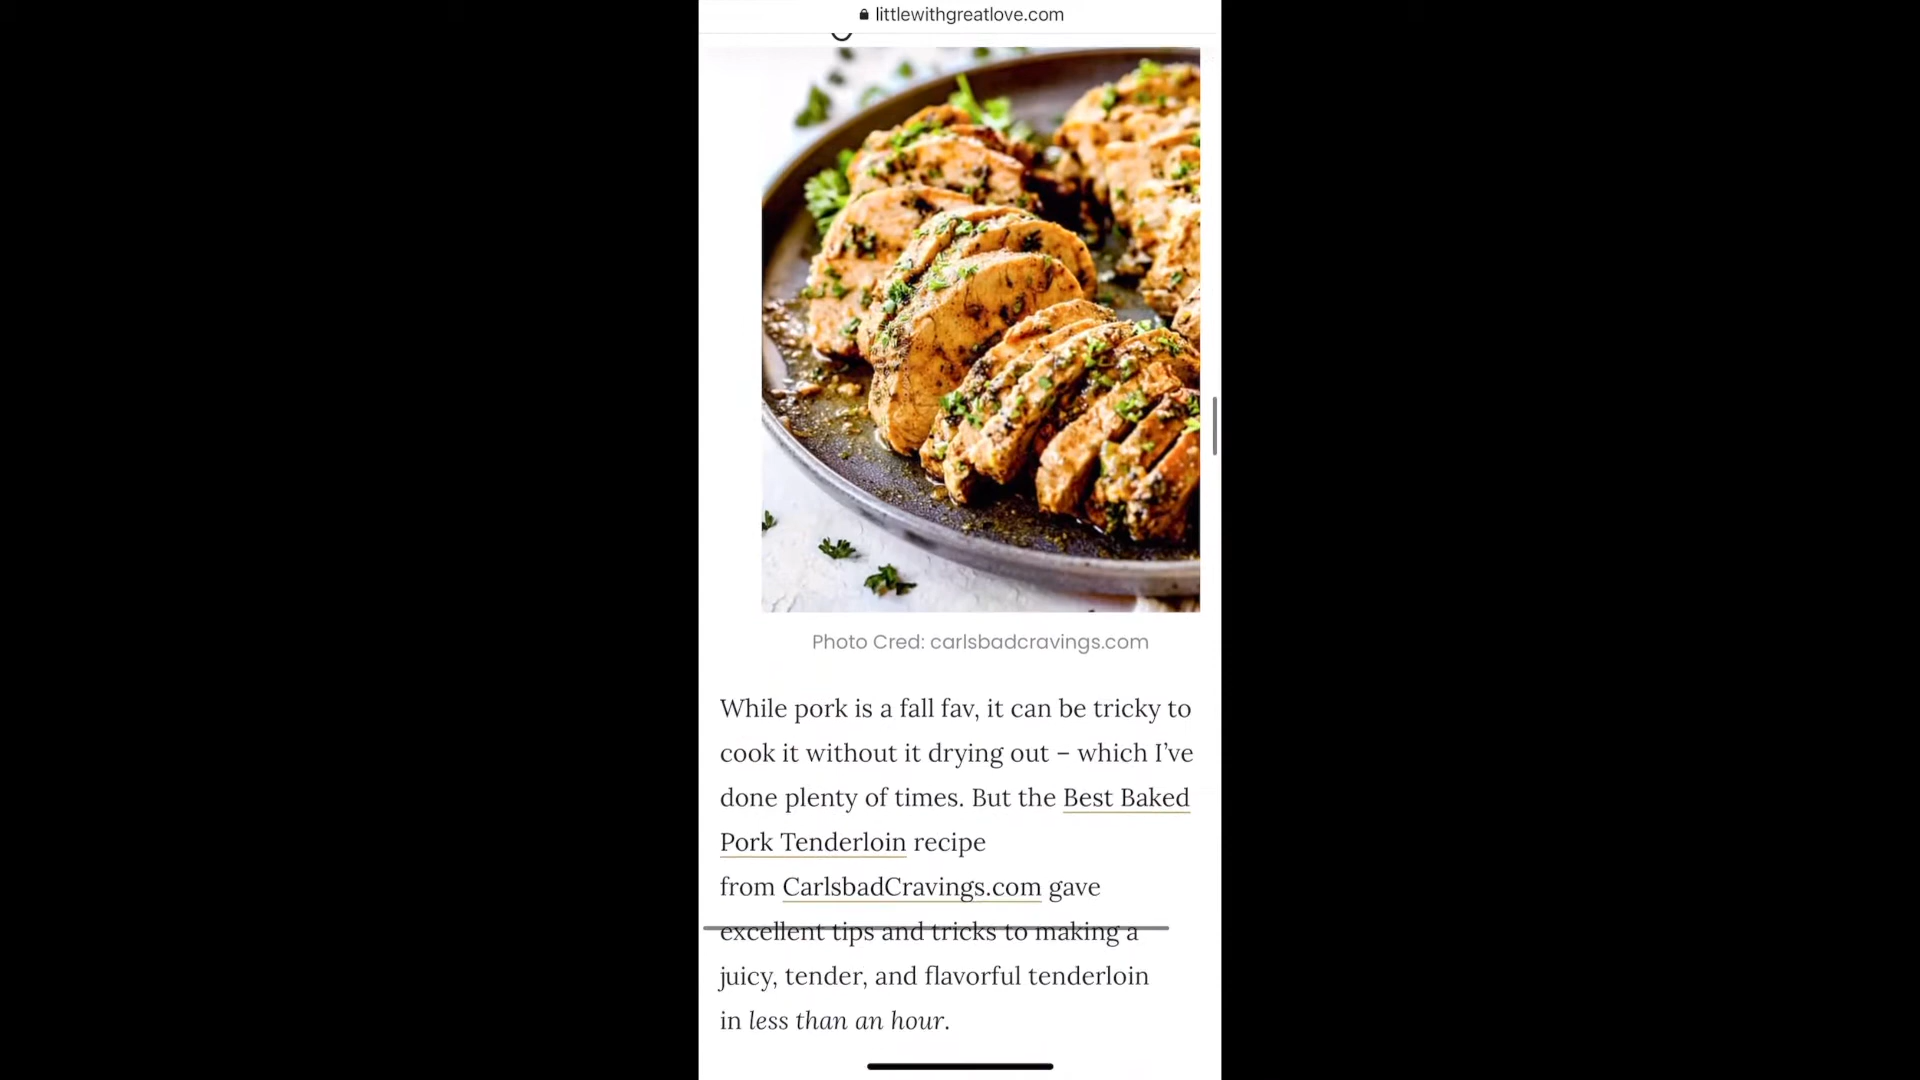 littlewithgreatlove.com
Photo Cred: carlsbadcravings.com
While pork is a fall fav, it can be tricky to
cook it without it drying out – which I’ve
done plenty of times. But the Best Baked
Pork Tenderloin recipe
from CarlsbadCravings.com gave
excellent tips and tricks to making a
juicy, tender, and flavorful tenderloin
in less than an hour.